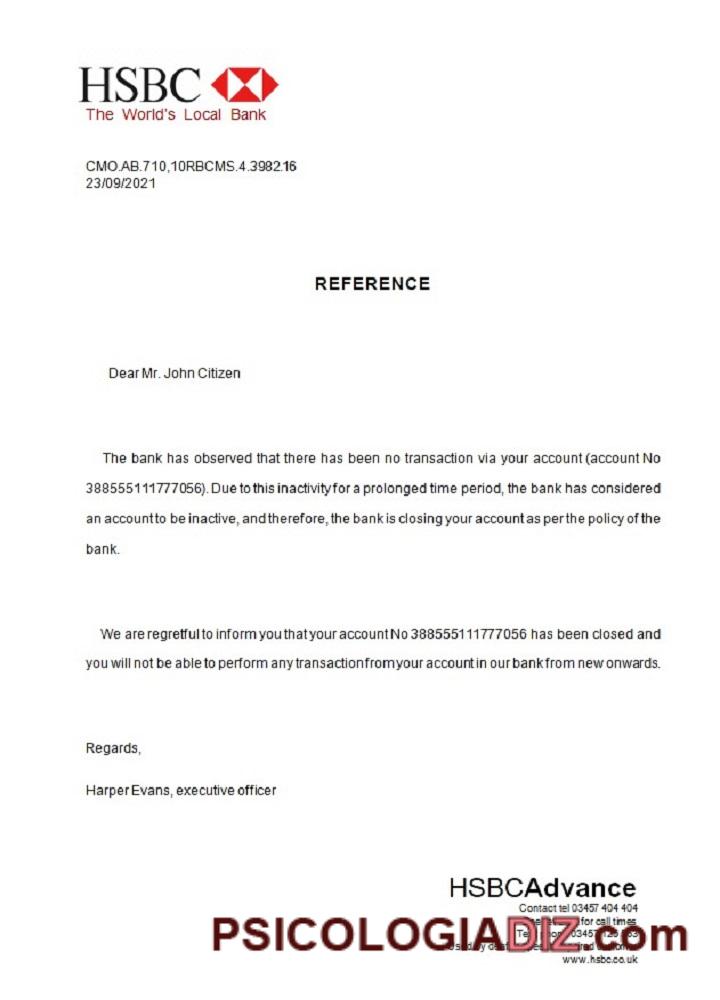 HSBC
The World's Local Bank
CMO.AB.710,10RBCMS.4.3982.16
23/09/2021
REFERENCE
Dear Mr. John Citizen
The bank has observed that there has been no transaction via your account (account No
388555111777056). Due to this inactivity for a prolonged time period, the bank has considered
an account to be inactive, and therefore, the bank is closing your account as per the policy of the
bank.
We are regretful to inform you that your account No 388555111777056 has been closed and
you will not be able to perform any transaction from your account in our bank from new onwards.
Regards,
Harper Evans, executive officer
HSBCAdvance
Contact tel 03457 404 404
for call times
PSICOLOGIADIZ.com
www.hsbc.co.uk